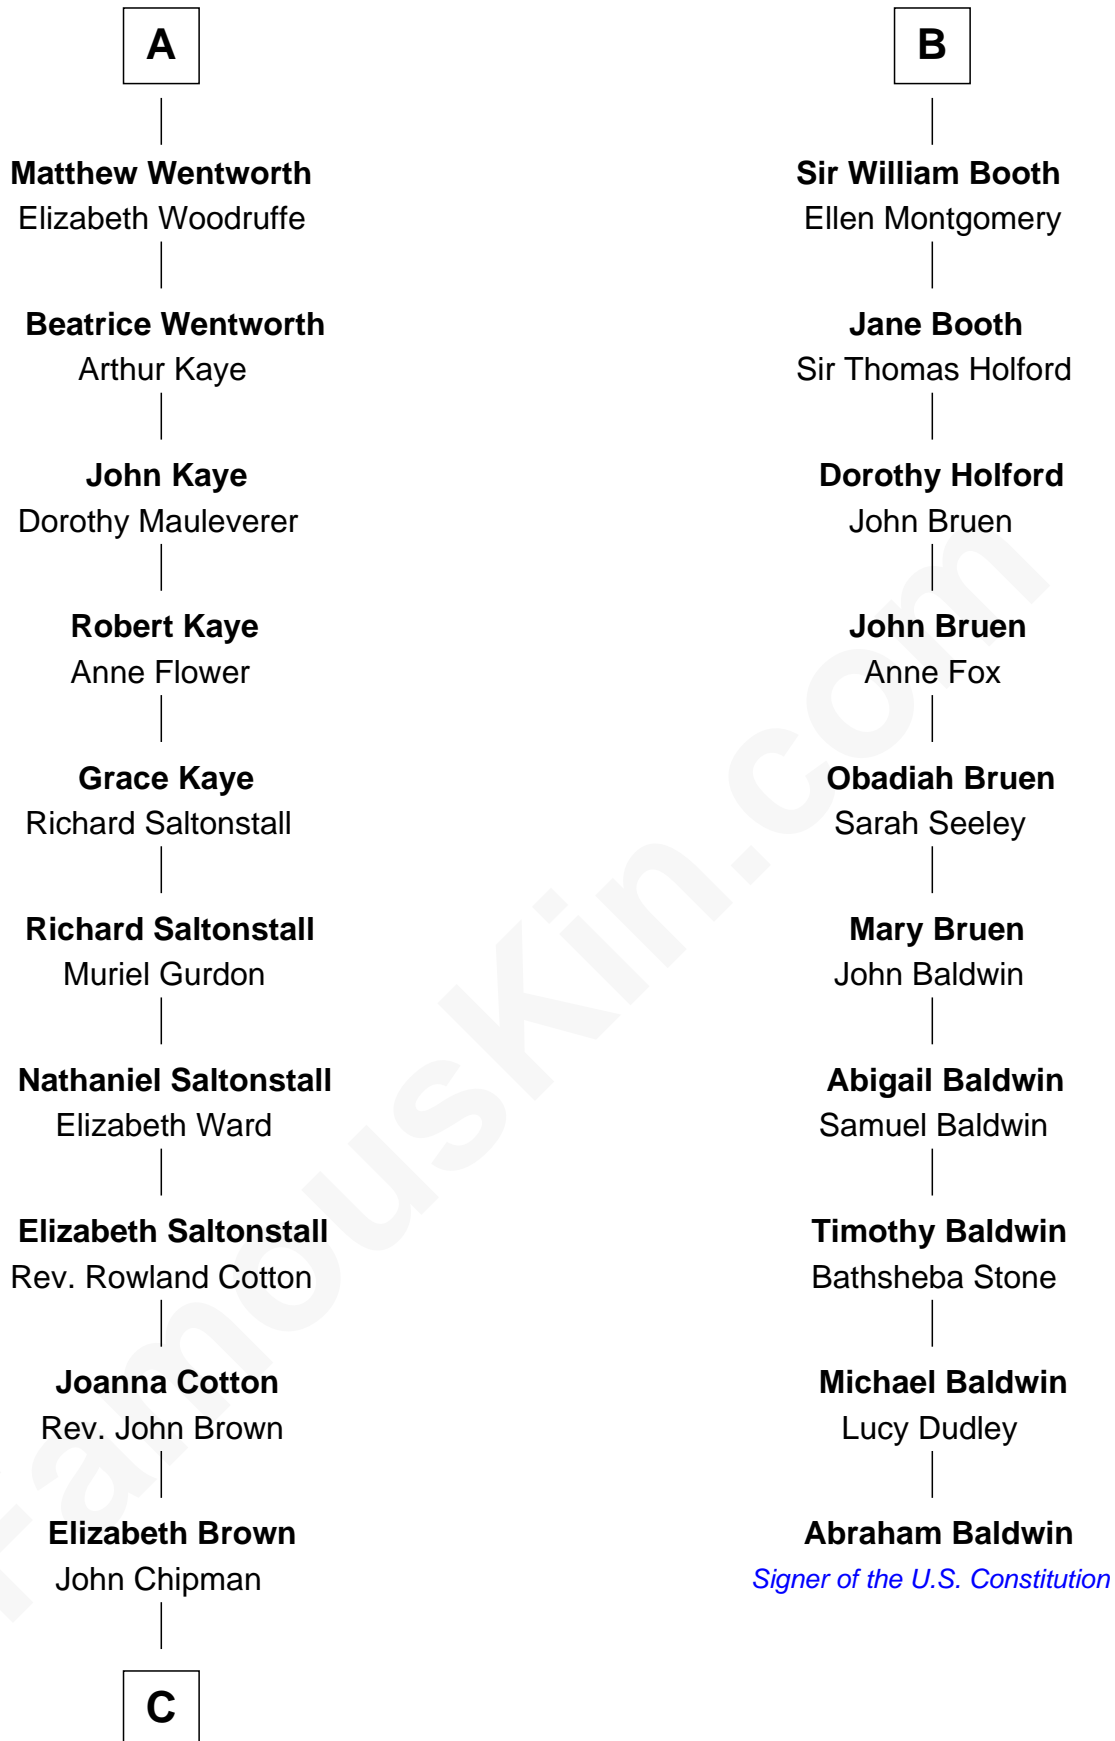 A
Matthew Wentworth
Elizabeth Woodruffe
Beatrice Wentworth
Arthur Kaye
John Kaye
Dorothy Mauleverer
Robert Kaye
Anne Flower
Grace Kaye
Richard Saltonstall
Richard Saltonstall
Muriel Gurdon
Nathaniel Saltonstall
Elizabeth Ward
Elizabeth Saltonstall
Rev. Rowland Cotton
Joanna Cotton
Rev. John Brown
Elizabeth Brown
John Chipman
C
B
Sir William Booth
Ellen Montgomery
Jane Booth
Sir Thomas Holford
Dorothy Holford
John Bruen
John Bruen
Anne Fox
Obadiah Bruen
Sarah Seeley
Mary Bruen
John Baldwin
Abigail Baldwin
Samuel Baldwin
Timothy Baldwin
Bathsheba Stone
Michael Baldwin
Lucy Dudley
Abraham Baldwin
Signer of the U.S. Constitution
FamousKin.com